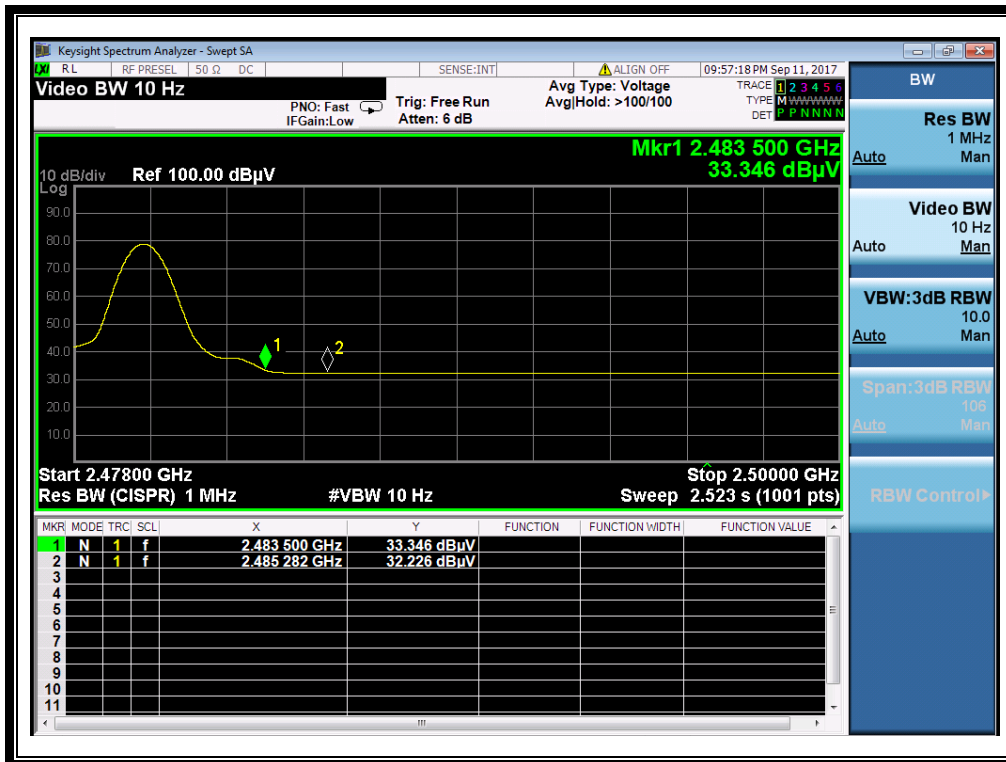 Keysight Spectrum Analyzer - Swept SA
LXI RL RF PRESEL 50 Ω DC SENSE:INT ALIGN OFF 09:57:18 PM Sep 11, 2017
Video BW 10 Hz
PNO: Fast
IFGain:Low
Trig: Free Run
Atten: 6 dB
Avg Type: Voltage
Avg|Hold: >100/100
TRACE 1 2 3 4 5 6
TYPE M WWWWW
DET P P N N N N
Mkr1 2.483 500 GHz
33.346 dBµV
10 dB/div Ref 100.00 dBµV
Log
90.0
80.0
70.0
60.0
50.0
40.0
30.0
20.0
10.0
1
2
Start 2.47800 GHz Stop 2.50000 GHz
Res BW (CISPR) 1 MHz #VBW 10 Hz Sweep 2.523 s (1001 pts)
MKR MODE TRC SCL X Y FUNCTION FUNCTION WIDTH FUNCTION VALUE
1 N 1 f 2.483 500 GHz 33.346 dBµV
2 N 1 f 2.485 282 GHz 32.226 dBµV
3
4
5
6
7
8
9
10
11
BW
Res BW
1 MHz
Auto Man
Video BW
10 Hz
Auto Man
VBW:3dB RBW
10.0
Auto Man
Span:3dB RBW
106
Auto Man
RBW Control